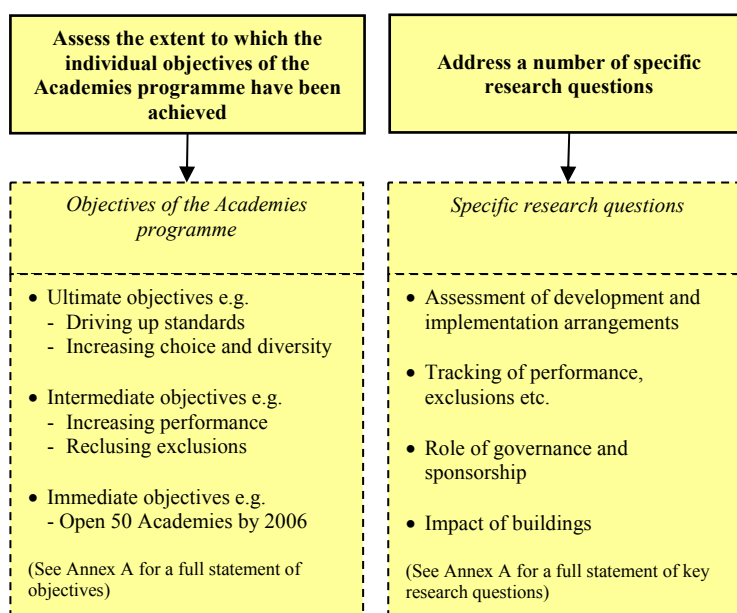 Assess the extent to which the
individual objectives of the
Academies programme have been
achieved
Objectives of the Academies
programme
• Ultimate objectives e.g.
- Driving up standards
- Increasing choice and diversity
• Intermediate objectives e.g.
- Increasing performance
- Reclusing exclusions
• Immediate objectives e.g.
- Open 50 Academies by 2006
(See Annex A for a full statement of
objectives)
Address a number of specific
research questions
Specific research questions
• Assessment of development and
implementation arrangements
• Tracking of performance,
exclusions etc.
• Role of governance and
sponsorship
• Impact of buildings
(See Annex A for a full statement of key
research questions)